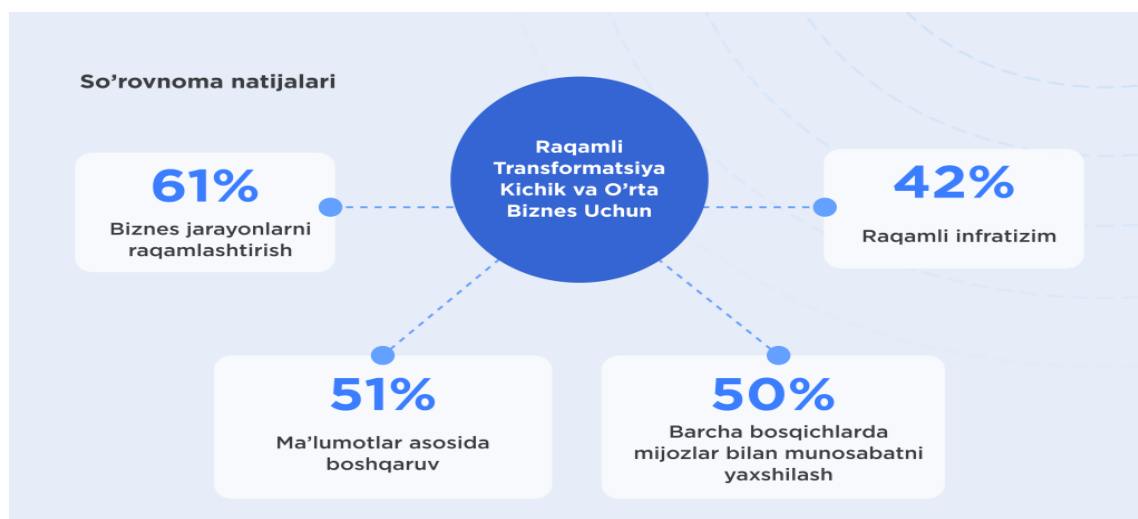 So’rovnoma natijalari
Raqamli
Transformatsiya
Kichik va O’rta
Biznes Uchun
61%
Biznes jarayonlarni
raqamlashtirish
42%
Raqamli infratizim
51%
Ma’lumotlar asosida
boshqaruv
50%
Barcha bosqichlarda
mijozlar bilan munosabatni
yaxshilash